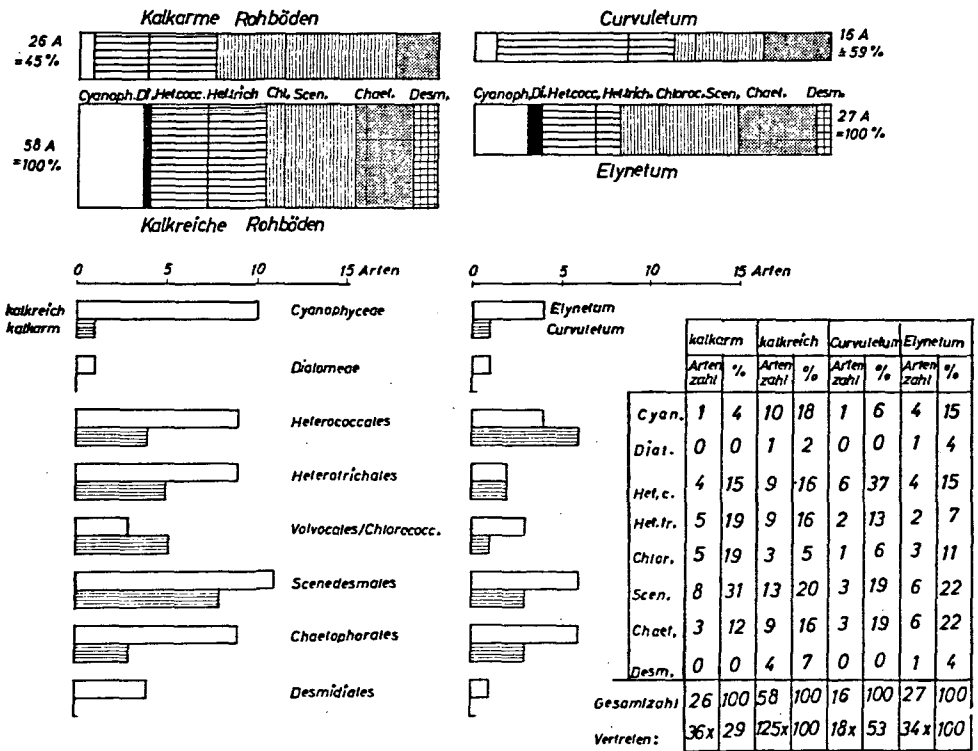 Kalkarme Rohböden
26 A
=45%
Cyanoph. Di. Het.cocc. Het.trich Chl. Scen. Chaet. Desm.
58 A
=100%
Kalkreiche Rohböden
Curvuletum
16 A
± 59%
Cyanoph. Di. Het.cocc. Het.trich. Chloroc. Scen. Chaet. Desm.
27 A
=100%
Elynetum
0 5 10 15 Arten
kalkreich
kalkarm
Cyanophyceae
Diatomeae
Heterococcales
Heterotrichales
Volvocales/Chlorococc.
Scenedesmales
Chaetophorales
Desmidiales
0 5 10 15 Arten
Elynetum
Curvuletum
kalkarm kalkreich Curvuletum Elynetum
Arten zahl % Arten zahl % Arten zahl % Arten zahl %
Cyan. 1 4 10 18 1 6 4 15
Diat. 0 0 1 2 0 0 1 4
Het.c. 4 15 9 16 6 37 4 15
Het.tr. 5 19 9 16 2 13 2 7
Chlor. 5 19 3 5 1 6 3 11
Scen. 8 31 13 20 3 19 6 22
Chaet. 3 12 9 16 3 19 6 22
Desm. 0 0 4 7 0 0 1 4
Gesamtzahl 26 100 58 100 16 100 27 100
Vertreten: 36x 29 125x 100 18x 53 34x 100